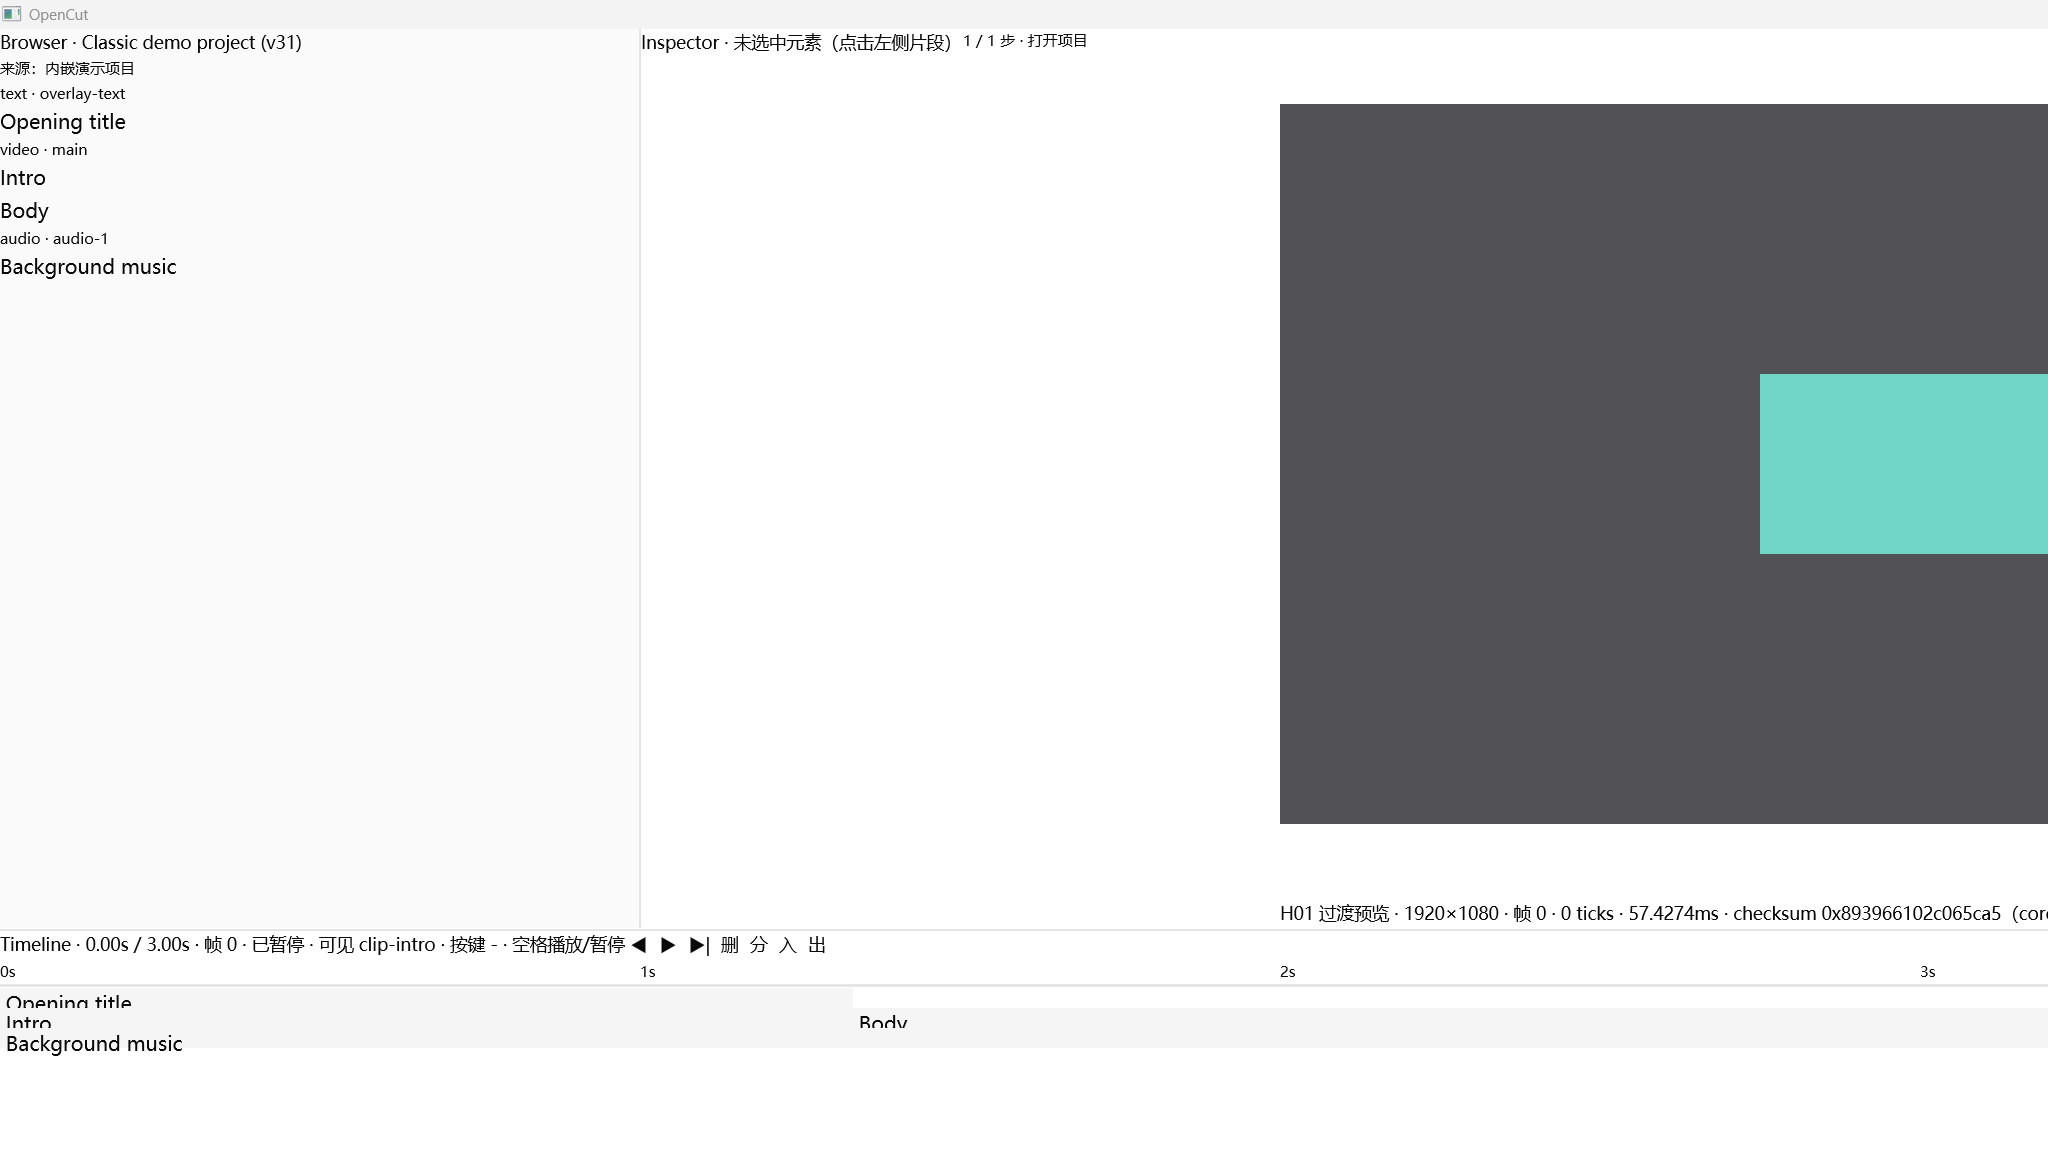 OpenCut
Browser · Classic demo project (v31)
来源：内嵌演示项目
text · overlay-text
Opening title
video · main
Intro
Body
audio · audio-1
Background music
Inspector · 未选中元素（点击左侧片段） 1 / 1 步 · 打开项目
H01 过渡预览 · 1920×1080 · 帧 0 · 0 ticks · 57.4274ms · checksum 0x893966102c065ca5（core
Timeline · 0.00s / 3.00s · 帧 0 · 已暂停 · 可见 clip-intro · 按键 - · 空格播放/暂停 ◀ ▶ ▶| 删 分 入 出
0s 1s 2s 3s
Opening title
Intro Body
Background music